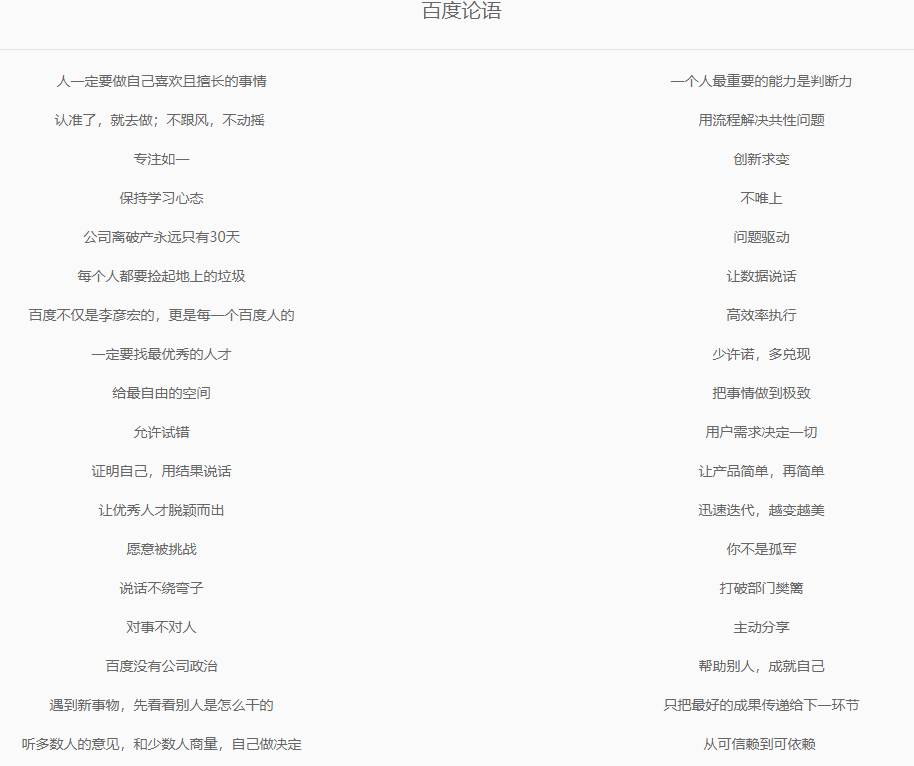 百度论语
人一定要做自己喜欢且擅长的事情
认准了，就去做；不跟风，不动摇
专注如一
保持学习心态
公司离破产永远只有30天
每个人都要捡起地上的垃圾
百度不仅是李彦宏的，更是每一个百度人的
一定要找最优秀的人才
给最自由的空间
允许试错
证明自己，用结果说话
让优秀人才脱颖而出
愿意被挑战
说话不绕弯子
对事不对人
百度没有公司政治
遇到新事物，先看看别人是怎么干的
听多数人的意见，和少数人商量，自己做决定
一个人最重要的能力是判断力
用流程解决共性问题
创新求变
不唯上
问题驱动
让数据说话
高效率执行
少许诺，多兑现
把事情做到极致
用户需求决定一切
让产品简单，再简单
迅速迭代，越变越美
你不是孤军
打破部门樊篱
主动分享
帮助别人，成就自己
只把最好的成果传递给下一环节
从可信赖到可依赖